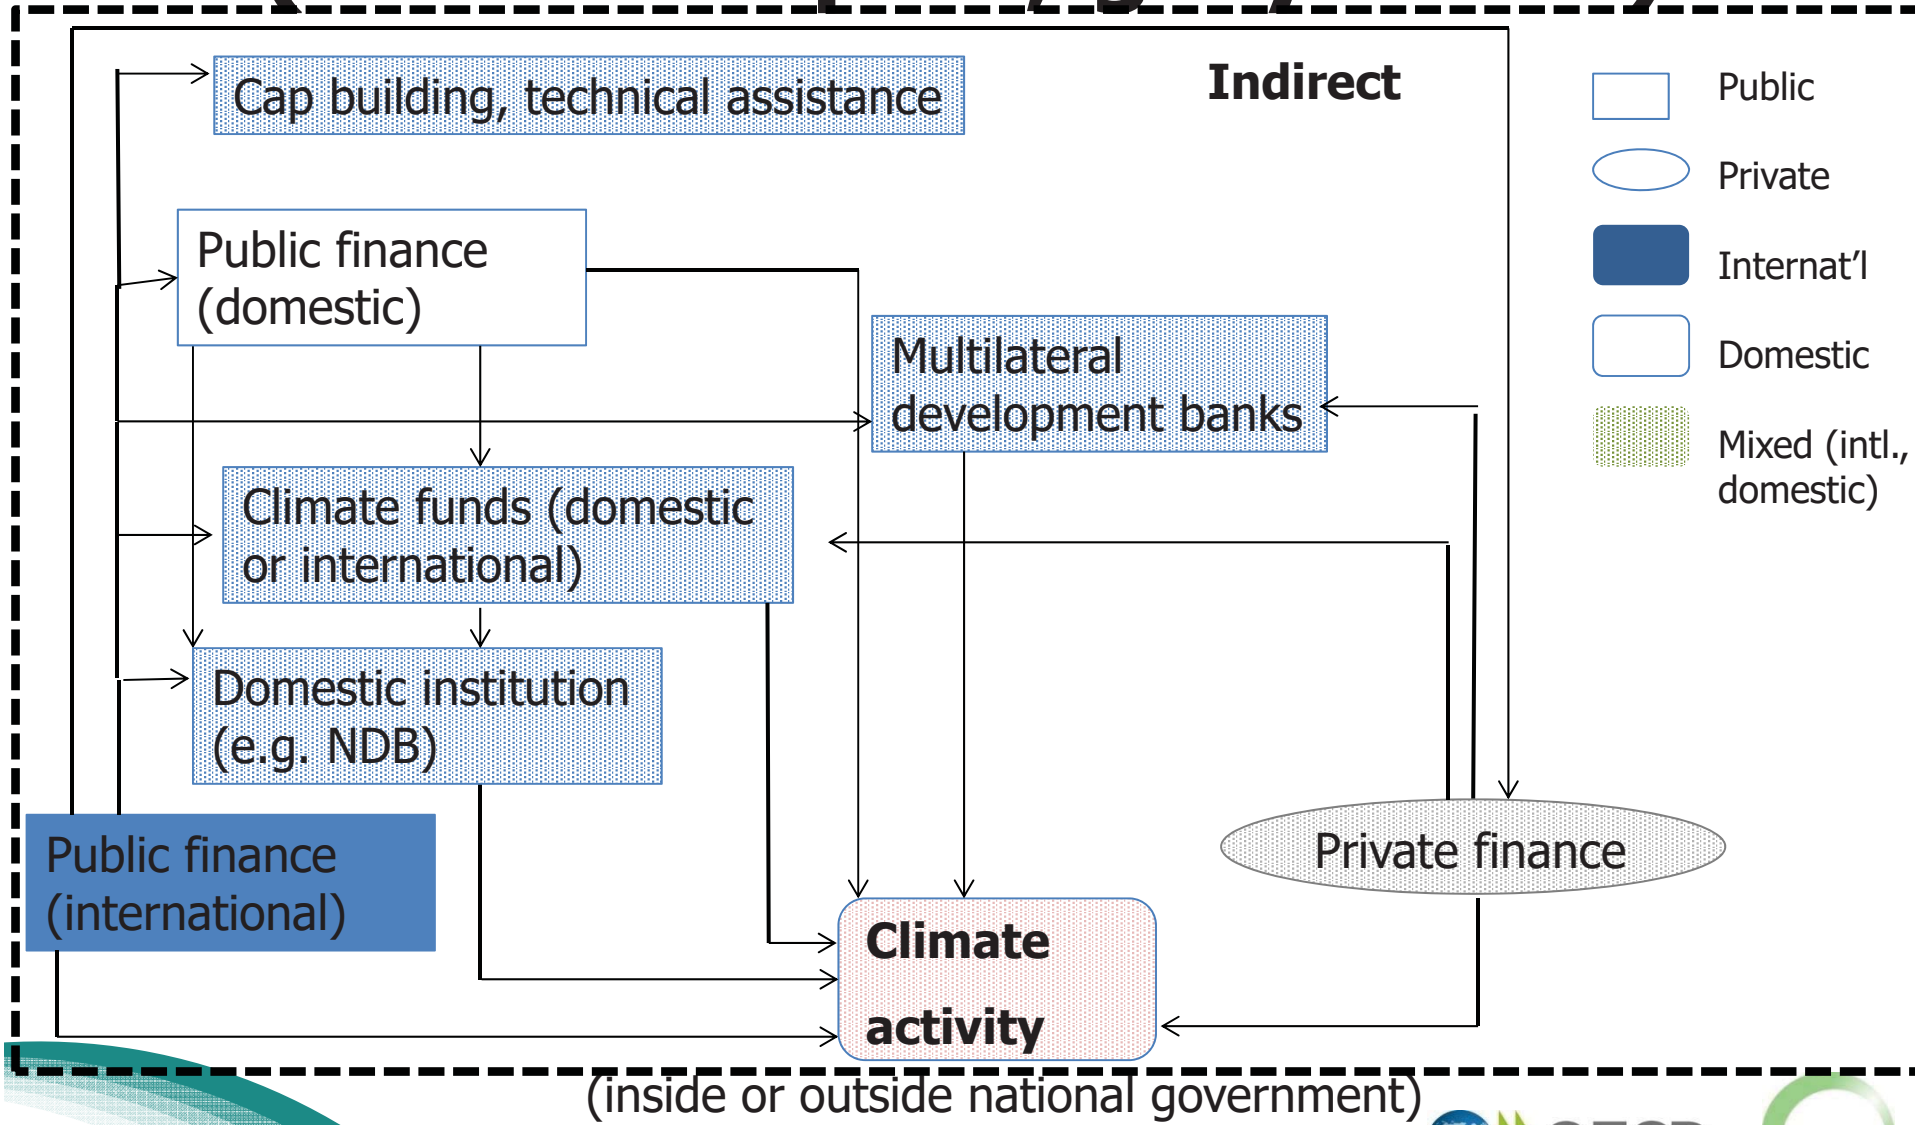 Indirect
Cap building, technical assistance
Public finance
(domestic)
Multilateral
development banks
Climate funds (domestic
or international)
Domestic institution
(e.g. NDB)
Public finance
(international)
Private finance
Climate
activity
Public
Private
Internat’l
Domestic
Mixed (intl.,
domestic)
(inside or outside national government)